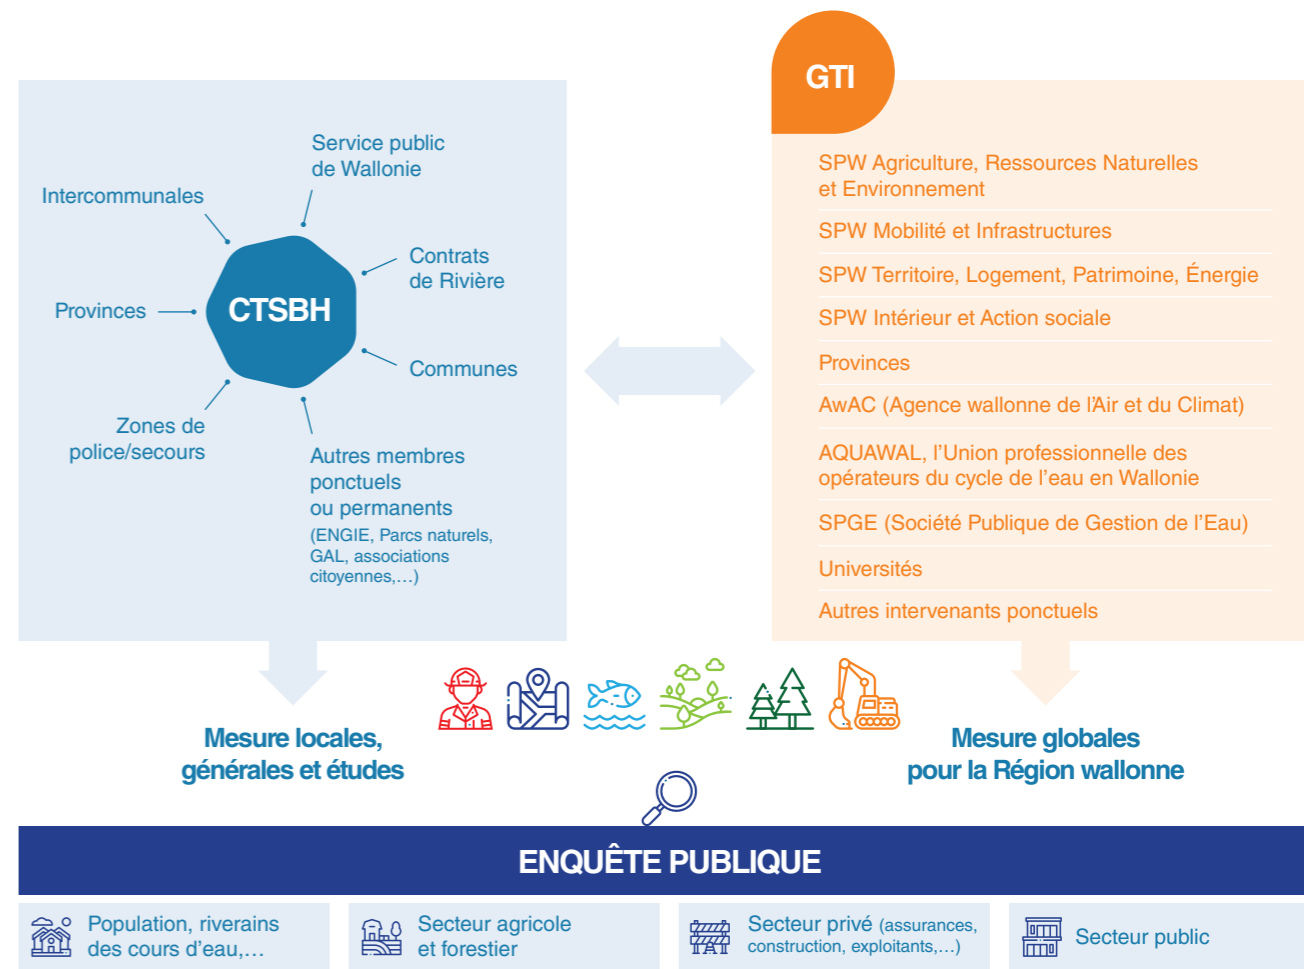 Service public
de Wallonie
Intercommunales
Contrats
de Rivière
Provinces
CTSBH
Communes
Zones de
police/secours
Autres membres
ponctuels
ou permanents
(ENGIE, Parcs naturels,
GAL, associations
citoyennes,...)
GTI
SPW Agriculture, Ressources Naturelles
et Environnement
SPW Mobilité et Infrastructures
SPW Territoire, Logement, Patrimoine, Énergie
SPW Intérieur et Action sociale
Provinces
AwAC (Agence wallonne de l'Air et du Climat)
AQUAWAL, l'Union professionnelle des
opérateurs du cycle de l'eau en Wallonie
SPGE (Société Publique de Gestion de l'Eau)
Universités
Autres intervenants ponctuels
Mesure locales,
générales et études
Mesure globales
pour la Région wallonne
ENQUÊTE PUBLIQUE
Population, riverains
des cours d'eau,...
Secteur agricole
et forestier
Secteur privé (assurances,
construction, exploitants,...)
Secteur public